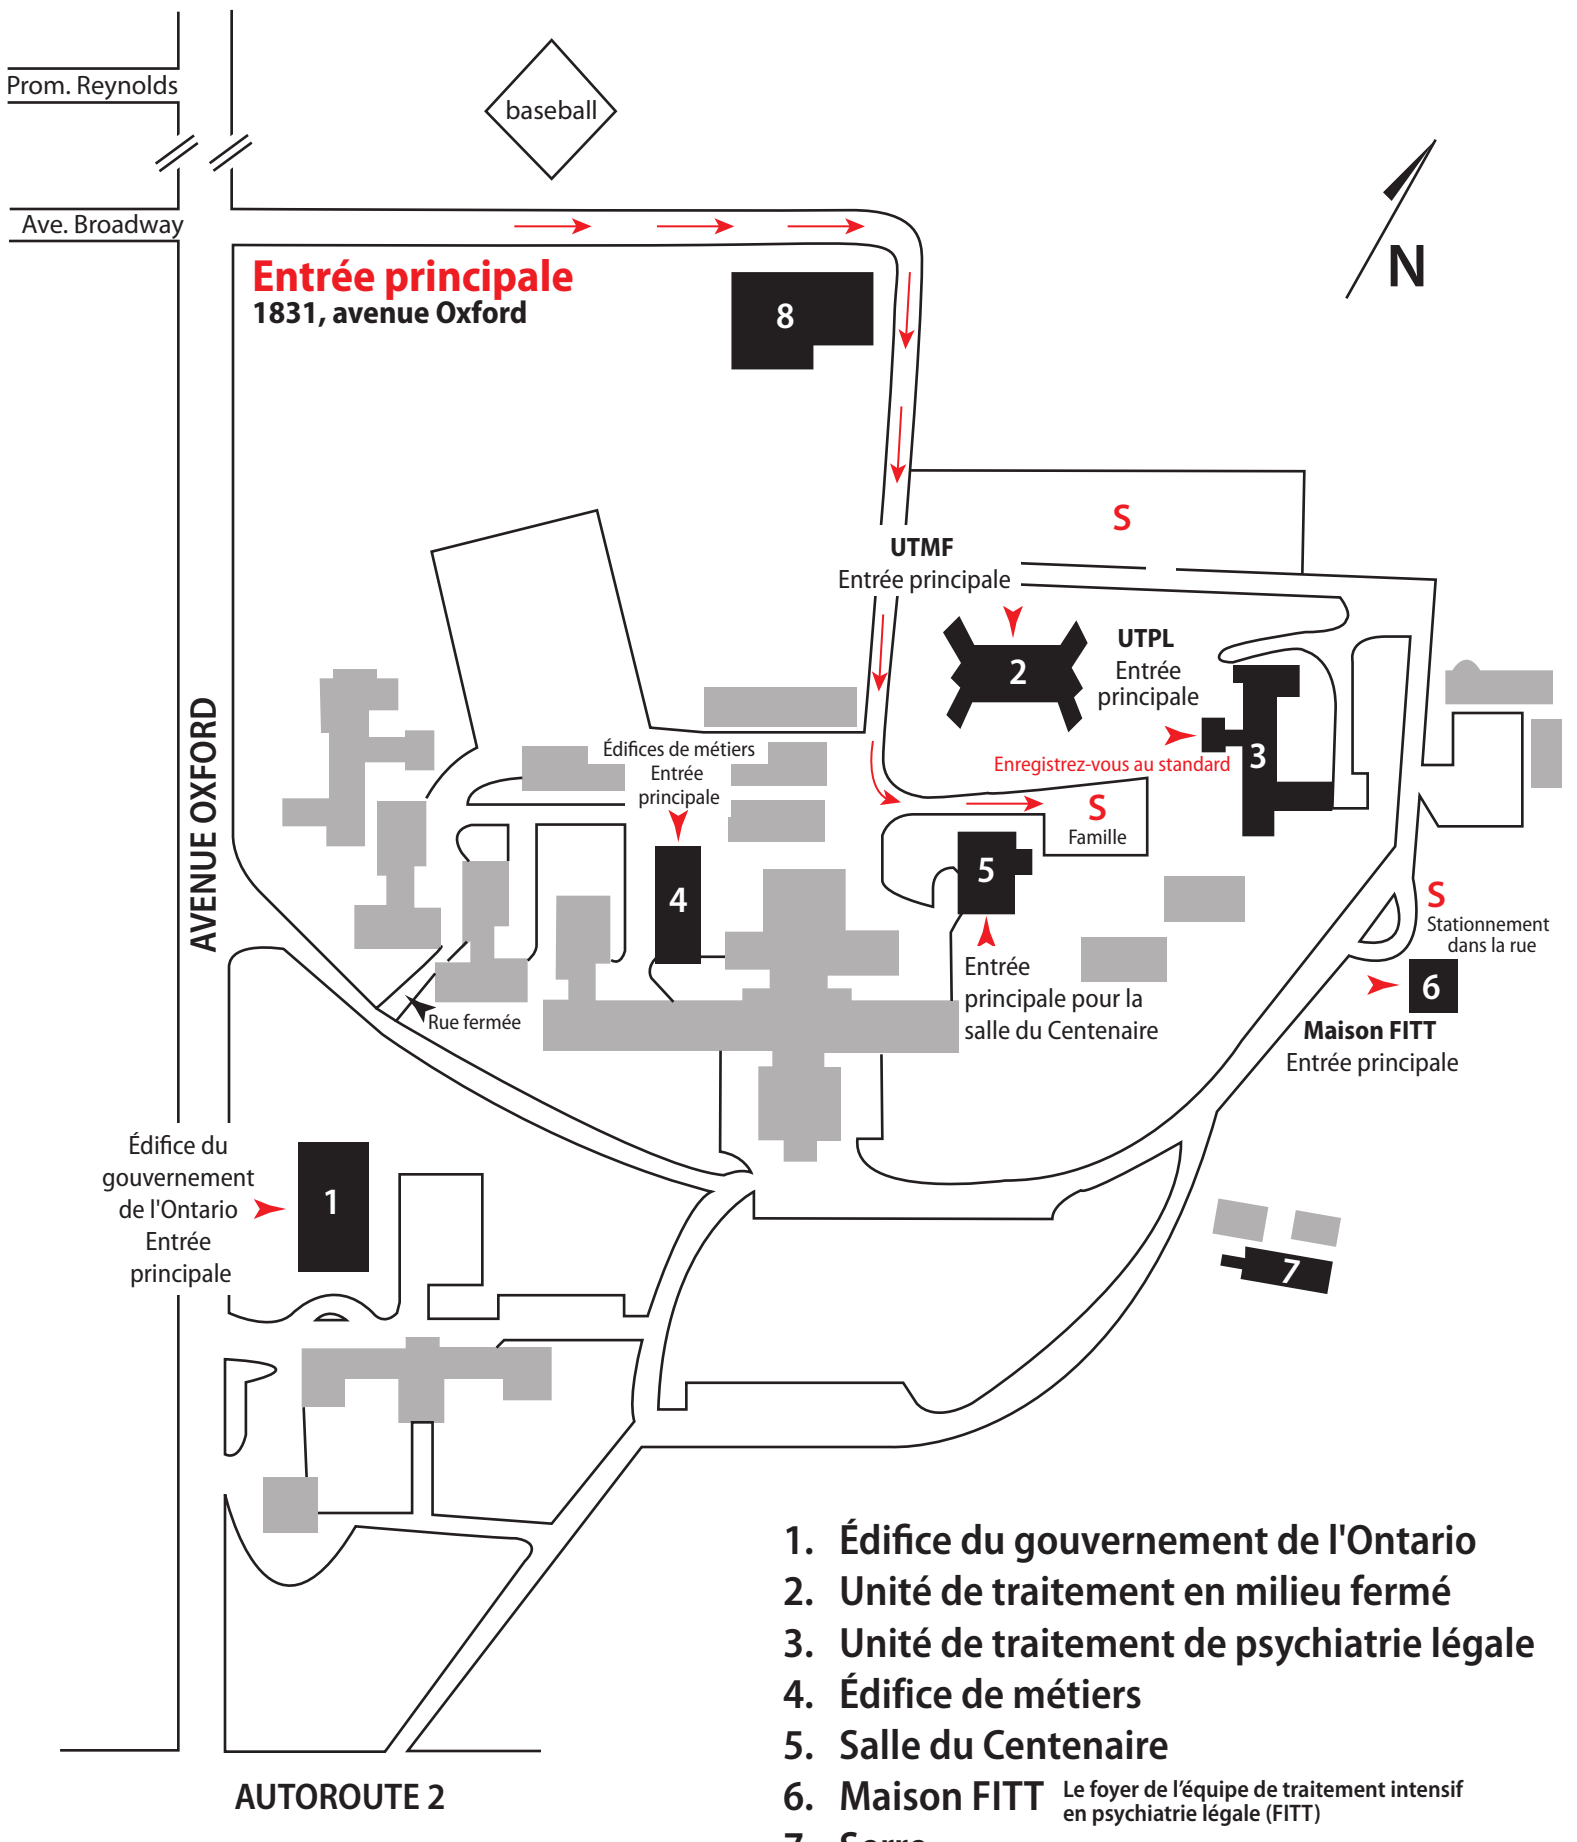 Prom. Reynolds
baseball
Ave. Broadway
Entrée principale
1831, avenue Oxford
8
N
S
UTMF
Entrée principale
2
UTPL
Entrée
principale
3
Enregistrez-vous au standard
AVENUE OXFORD
Édifices de métiers
Entrée
principale
S
Famille
4
5
S
Stationnement
dans la rue
Entrée
principale pour la
salle du Centenaire
6
Rue fermée
Maison FITT
Entrée principale
Édifice du
gouvernement
de l'Ontario
Entrée
principale
1
7
1. Édifice du gouvernement de l'Ontario
2. Unité de traitement en milieu fermé
3. Unité de traitement de psychiatrie légale
4. Édifice de métiers
5. Salle du Centenaire
6. Maison FITT Le foyer de l’équipe de traitement intensif
en psychiatrie légale (FITT)
AUTOROUTE 2
7. Serre